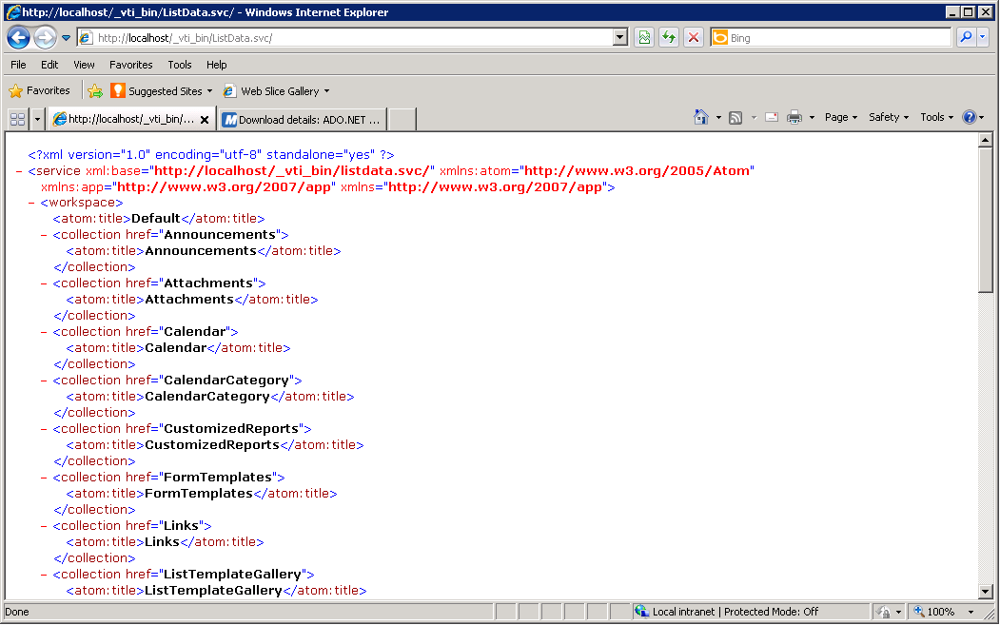 http://localhost/_vti_bin/ListData.svc/ - Windows Internet Explorer
http://localhost/_vti_bin/ListData.svc/
Bing
File Edit View Favorites Tools Help
Favorites Suggested Sites Web Slice Gallery
http://localhost/_vti_bin/... Download details: ADO.NET ... Page Safety Tools
<?xml version="1.0" encoding="utf-8" standalone="yes" ?>
- <service xml:base="http://localhost/_vti_bin/listdata.svc/" xmlns:atom="http://www.w3.org/2005/Atom"
xmlns:app="http://www.w3.org/2007/app" xmlns="http://www.w3.org/2007/app">
- <workspace>
<atom:title>Default</atom:title>
- <collection href="Announcements">
<atom:title>Announcements</atom:title>
</collection>
- <collection href="Attachments">
<atom:title>Attachments</atom:title>
</collection>
- <collection href="Calendar">
<atom:title>Calendar</atom:title>
</collection>
- <collection href="CalendarCategory">
<atom:title>CalendarCategory</atom:title>
</collection>
- <collection href="CustomizedReports">
<atom:title>CustomizedReports</atom:title>
</collection>
- <collection href="FormTemplates">
<atom:title>FormTemplates</atom:title>
</collection>
- <collection href="Links">
<atom:title>Links</atom:title>
</collection>
- <collection href="ListTemplateGallery">
<atom:title>ListTemplateGallery</atom:title>
Done Local intranet | Protected Mode: Off 100%